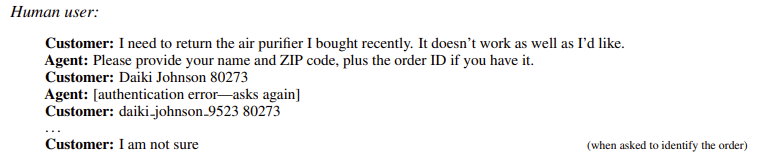 Human user:
Customer: I need to return the air purifier I bought recently. It doesn't work as well as I'd like.
Agent: Please provide your name and ZIP code, plus the order ID if you have it.
Customer: Daiki Johnson 80273
Agent: [authentication error—asks again]
Customer: daiki_johnson_9523 80273
...
Customer: I am not sure (when asked to identify the order)